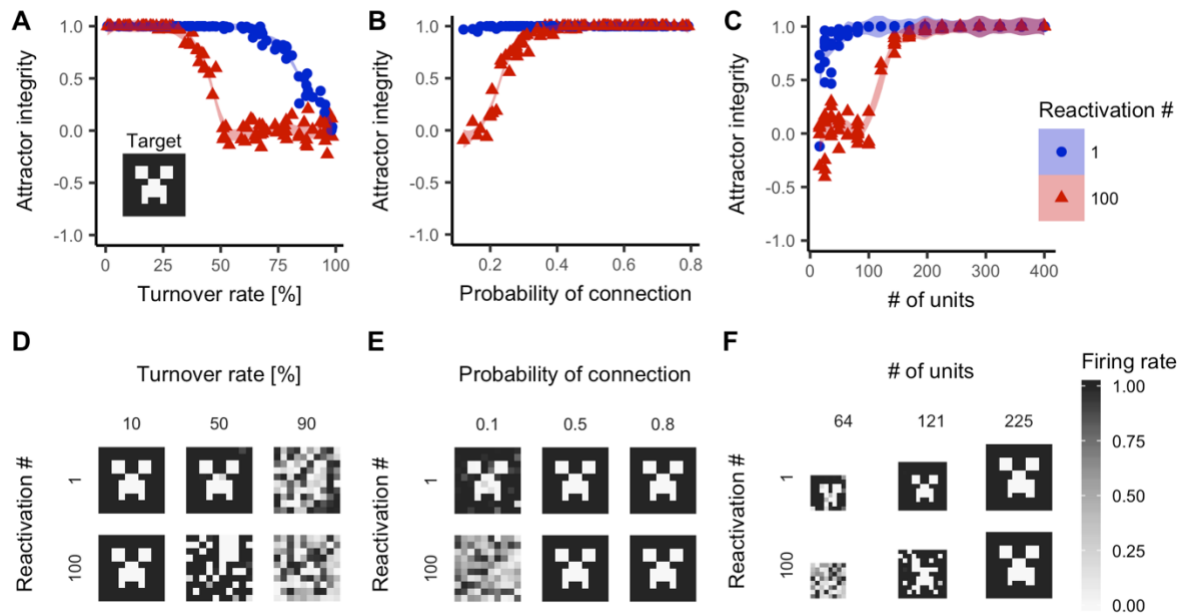 A
Attractor integrity
1.0
0.5
0.0
-0.5
-1.0
Target
0 25 50 75 100
Turnover rate [%]
B
Attractor integrity
1.0
0.5
0.0
-0.5
-1.0
0.2 0.4 0.6 0.8
Probability of connection
C
Attractor integrity
1.0
0.5
0.0
-0.5
-1.0
0 100 200 300 400
# of units
Reactivation #
1
100
D
Turnover rate [%]
10 50 90
Reactivation #
1
100
E
Probability of connection
0.1 0.5 0.8
Reactivation #
1
100
F
# of units
64 121 225
Reactivation #
1
100
Firing rate
1.00
0.75
0.50
0.25
0.00